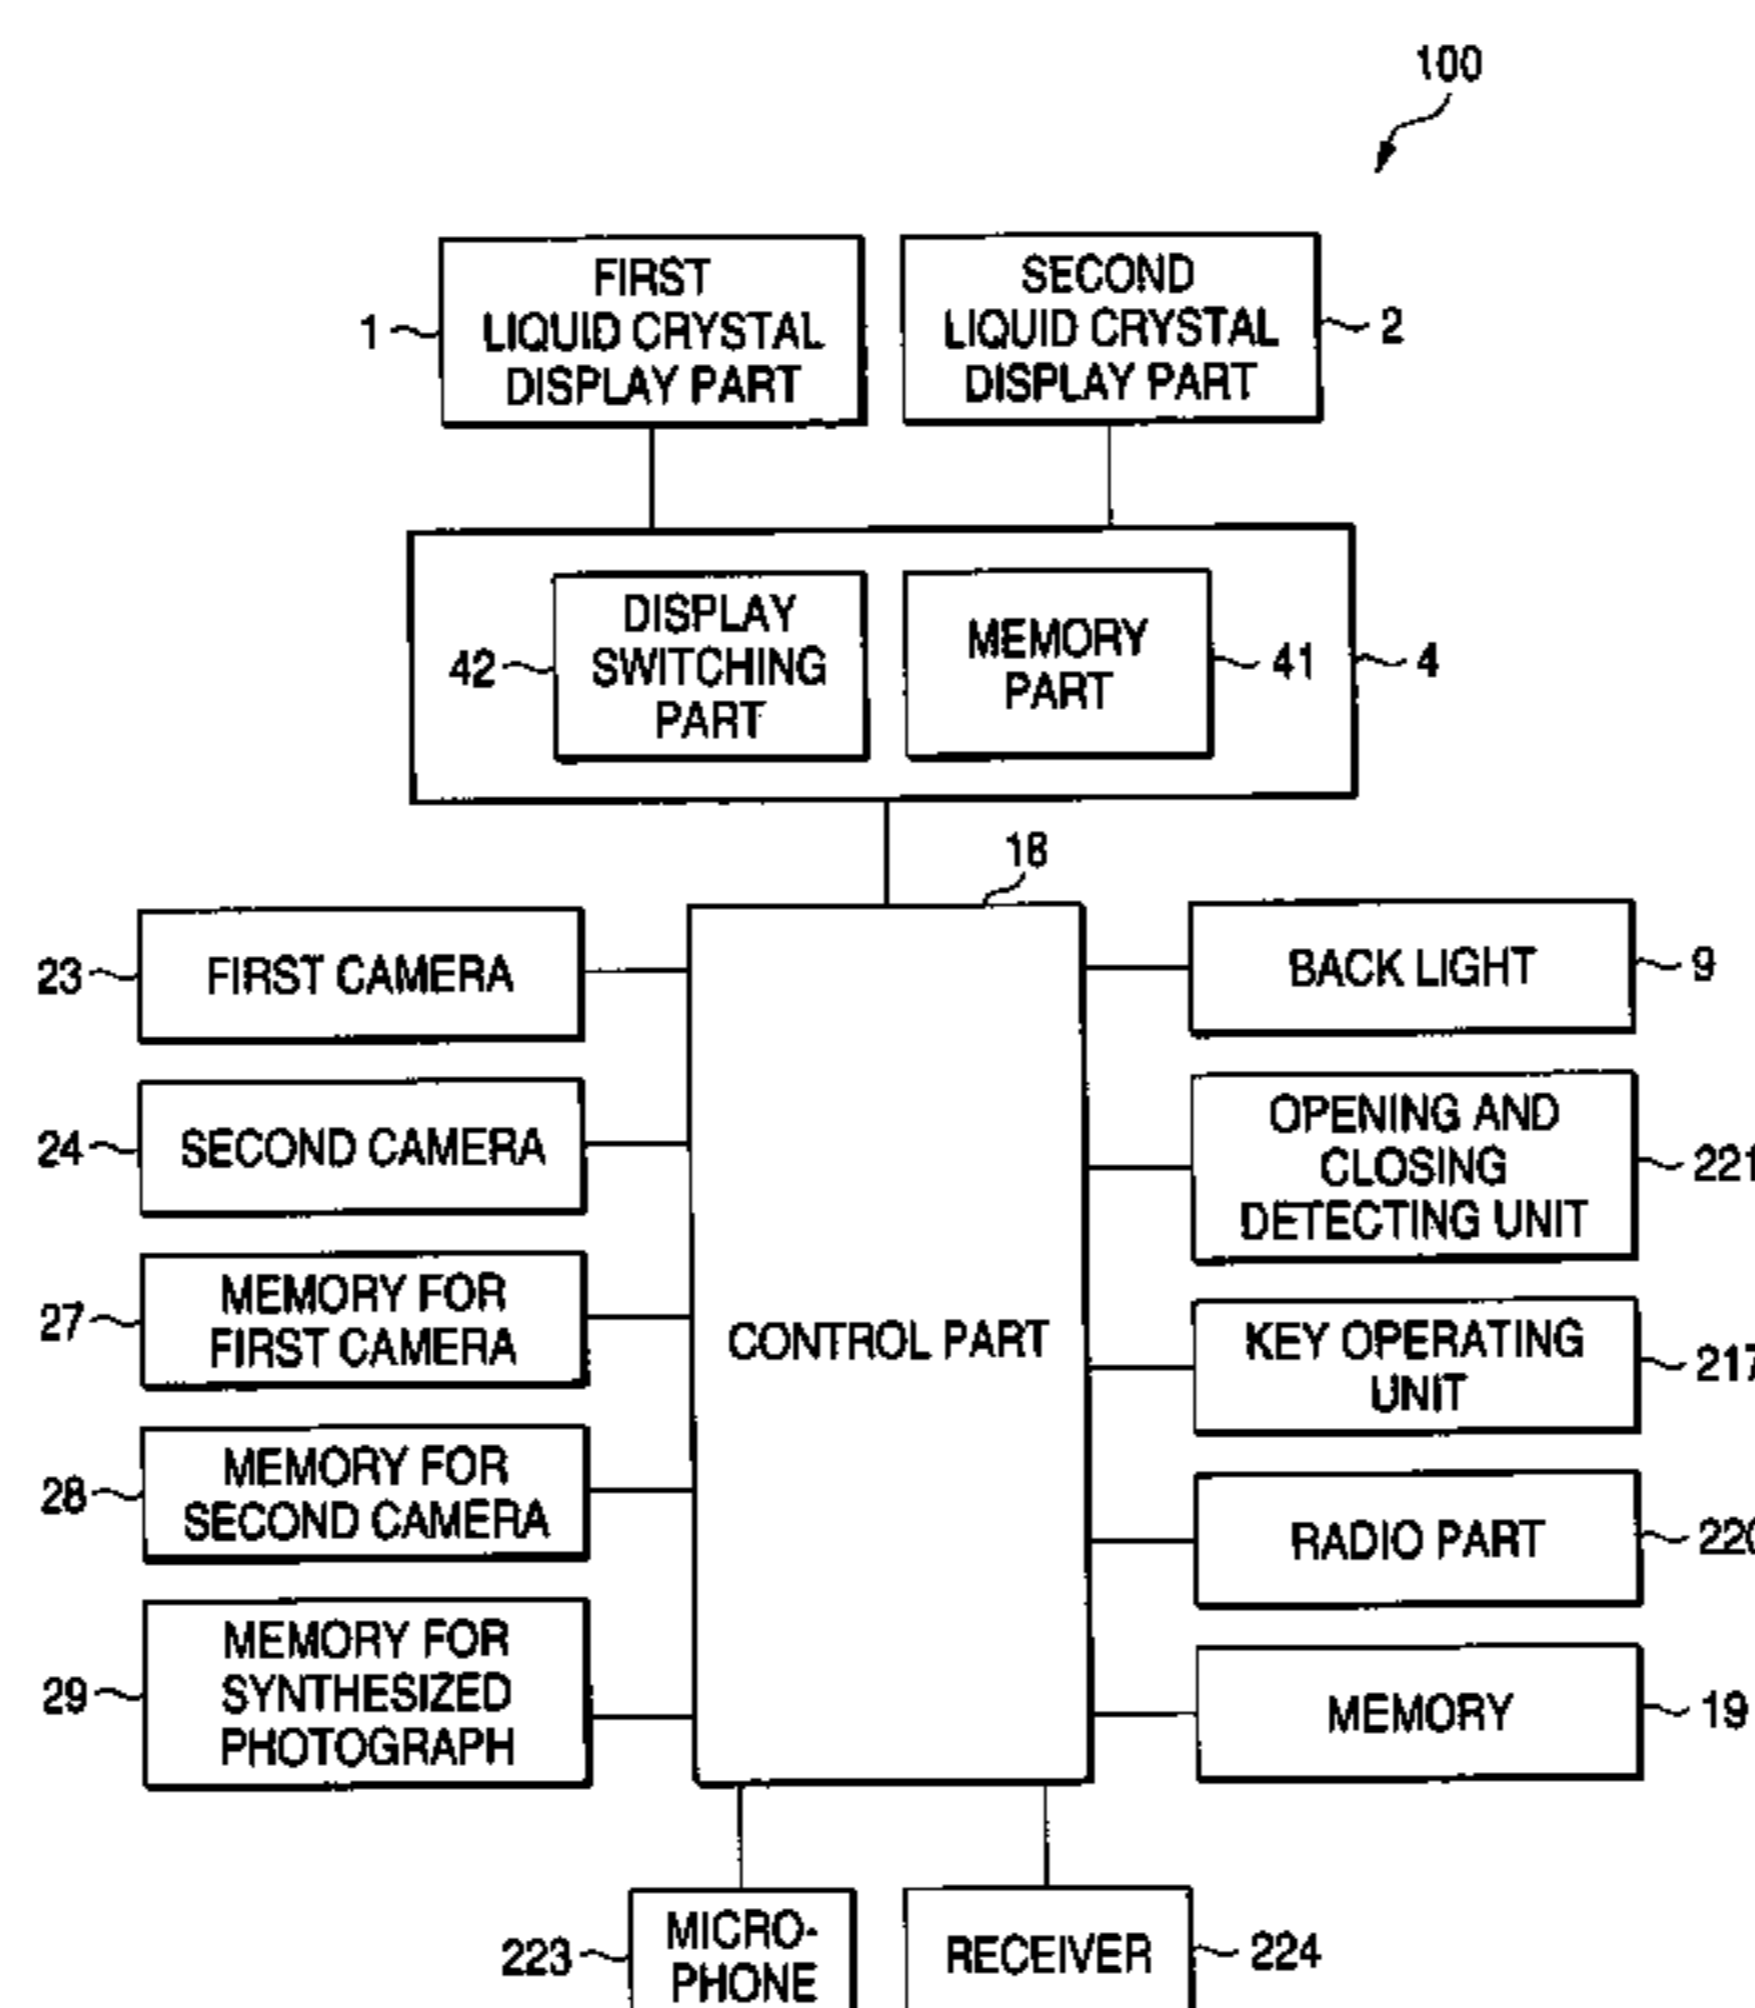 100
FIRST
LIQUID CRYSTAL
DISPLAY PART
1
SECOND
LIQUID CRYSTAL
DISPLAY PART
2
42
DISPLAY
SWITCHING
PART
MEMORY
PART
41
4
18
23
FIRST CAMERA
24
SECOND CAMERA
27
MEMORY FOR
FIRST CAMERA
28
MEMORY FOR
SECOND CAMERA
29
MEMORY FOR
SYNTHESIZED
PHOTOGRAPH
CONTROL PART
BACK LIGHT
9
OPENING AND
CLOSING
DETECTING UNIT
221
KEY OPERATING
UNIT
217
RADIO PART
220
MEMORY
19
223
MICRO-
PHONE
RECEIVER
224